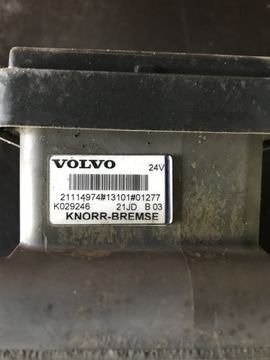 VOLVO 24V
21114974#13101#01277
K029246 21JD B 03
KNORR-BREMSE